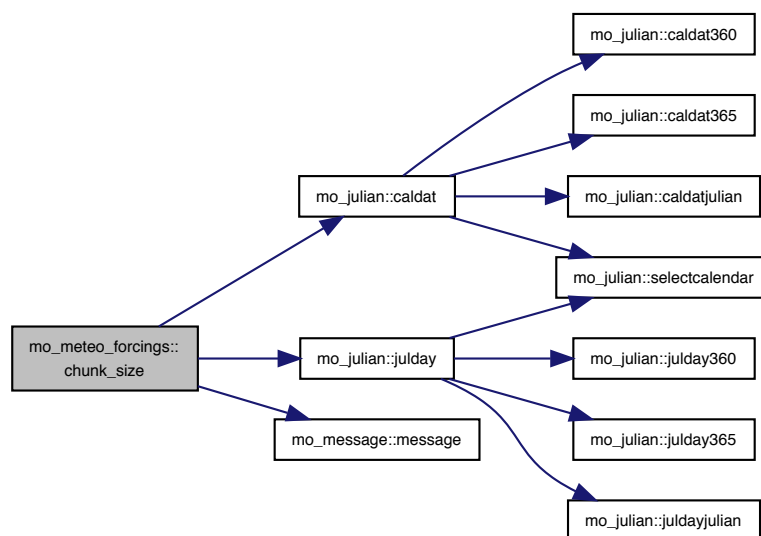 mo_julian::caldat360
mo_julian::caldat365
mo_julian::caldat
mo_julian::caldatjulian
mo_julian::selectcalendar
mo_meteo_forcings::
chunk_size
mo_julian::julday
mo_julian::julday360
mo_message::message
mo_julian::julday365
mo_julian::juldayjulian